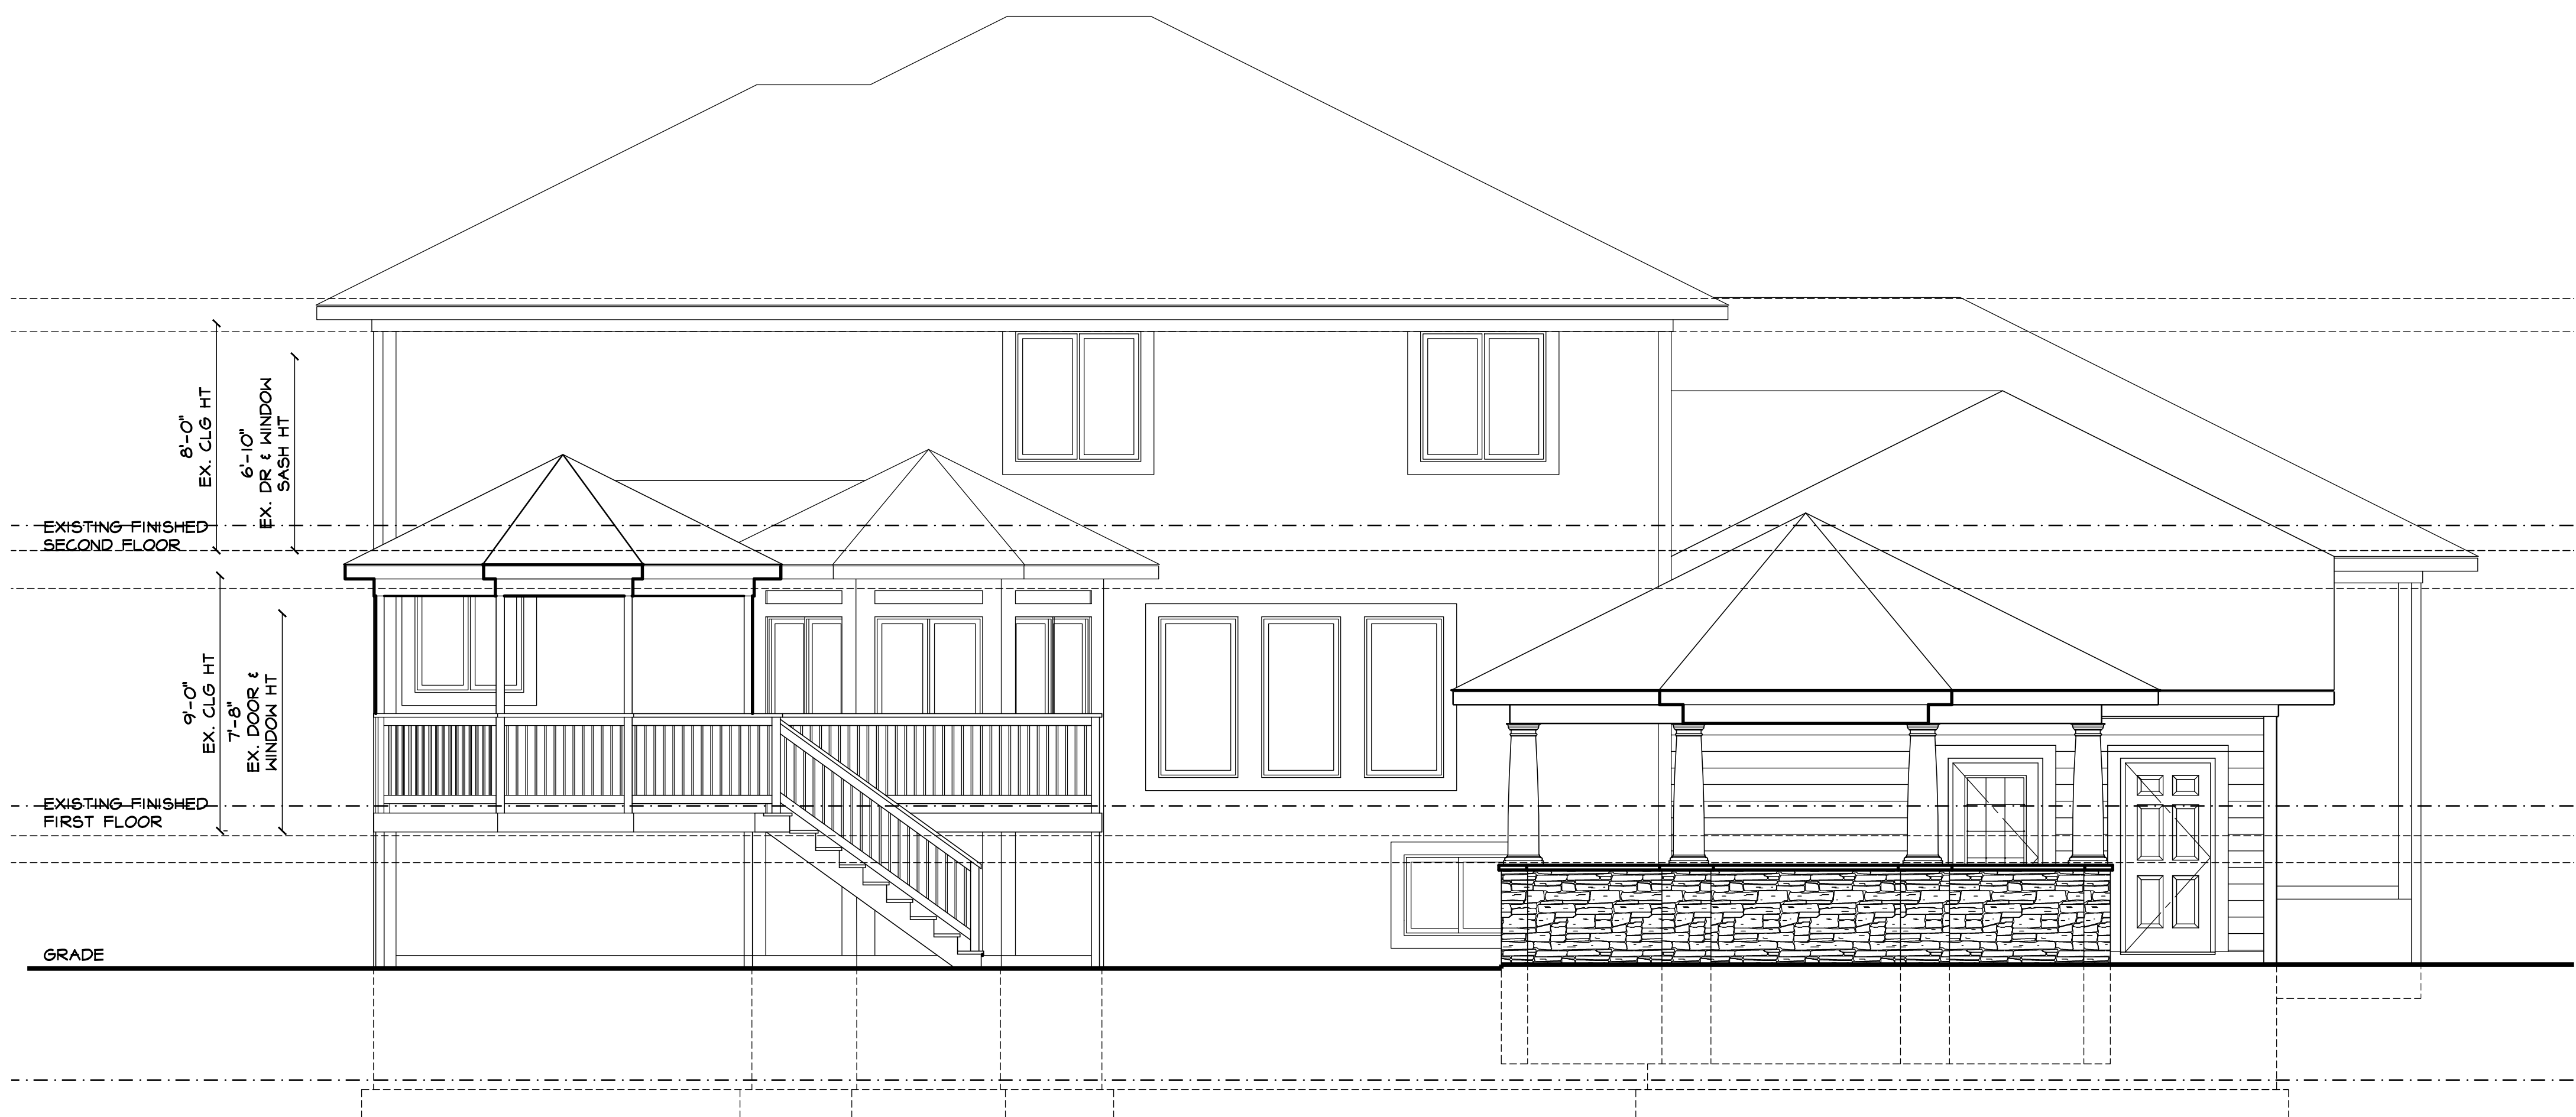 8'-0"
EX. CLG HT
6'-10"
EX. DR & WINDOW
SASH HT
EXISTING FINISHED
SECOND FLOOR
9'-0"
EX. CLG HT
7'-8"
EX. DOOR &
WINDOW HT
EXISTING FINISHED
FIRST FLOOR
GRADE